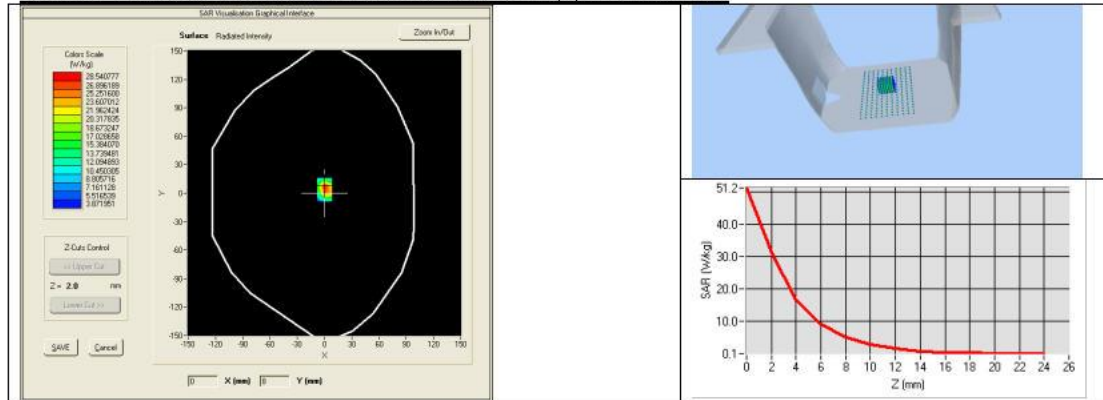 SAR Visualisation Graphical Interface
Surface Radiated Intensity
Zoom In/Out
Colors Scale
(W/kg)
28.540777
26.896189
25.251600
23.607012
21.962424
20.317835
18.673247
17.028658
15.384070
13.739481
12.094893
10.450305
8.805716
7.161128
5.516539
3.871951
Z-Cuts Control
<< Upper Cut
Z = 2.0 mm
Lower Cut >>
SAVE
Cancel
150
120
90
60
30
0
-30
-60
-90
-120
-150
Y
-150 -120 -90 -60 -30 0 30 60 90 120 150
X
0 X (mm) 0 Y (mm)
51.2
40.0
30.0
20.0
10.0
0.1
SAR (W/kg)
0 2 4 6 8 10 12 14 16 18 20 22 24 26
Z (mm)